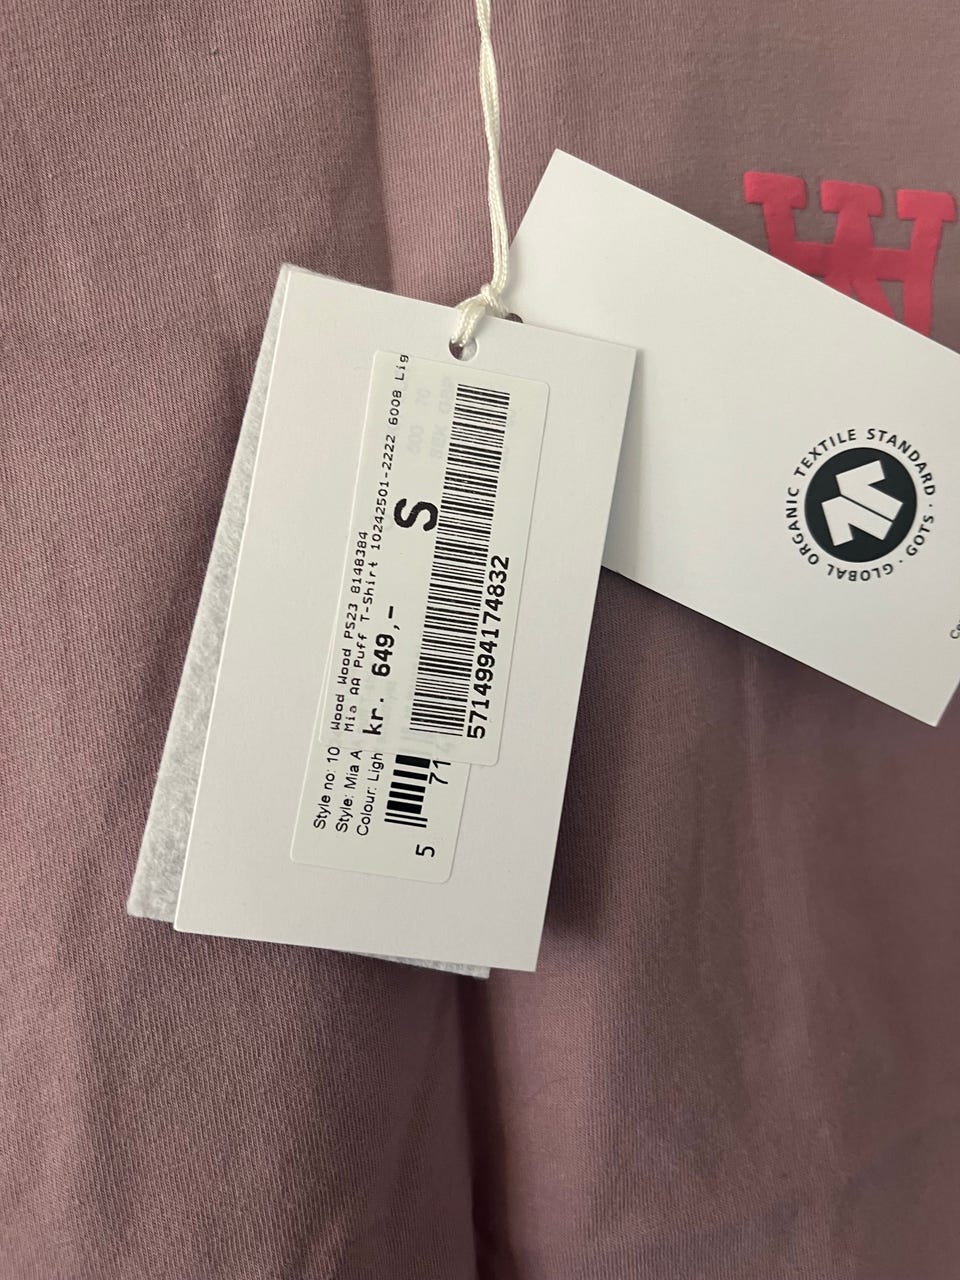 Wood Wood PS23 8148384
Mia AA Puff T-Shirt 10242501-2222 6008 Lig
kr. 649,-
S
5714994174832
Style no: 10
Style: Mia A
Colour: Ligh
5 71
GLOBAL ORGANIC TEXTILE STANDARD · GOTS ·